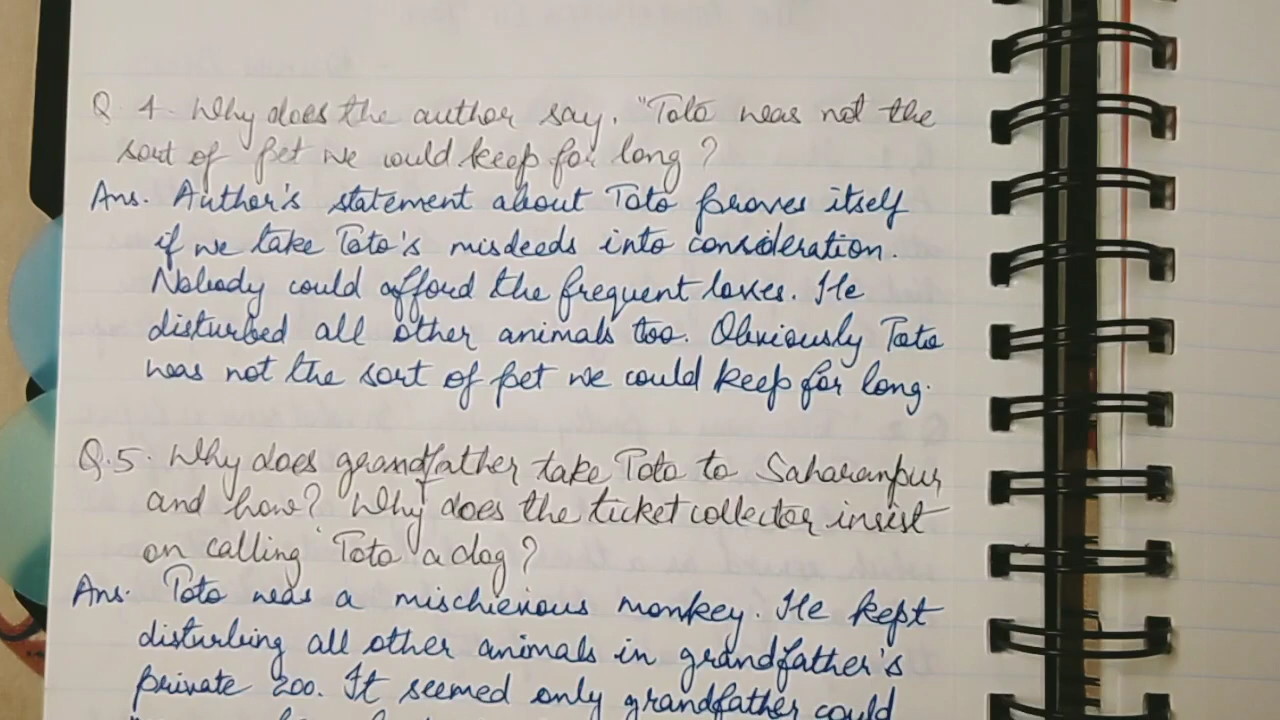 Q. 4. Why does the author say, "Toto was not the
sort of pet we would keep for long?
Ans. Author's statement about Toto proves itself
if we take Toto's misdeeds into consideration.
Nobody could afford the frequent loses. He
disturbed all other animals too. Obviously Toto
was not the sort of pet we could keep for long.
Q.5. Why does grandfather take Toto to Saharanpur
and how? Why does the ticket collector insist
on calling Toto a dog?
Ans. Toto was a mischievous monkey. He kept
disturbing all other animals in grandfather's
private zoo. It seemed only grandfather could